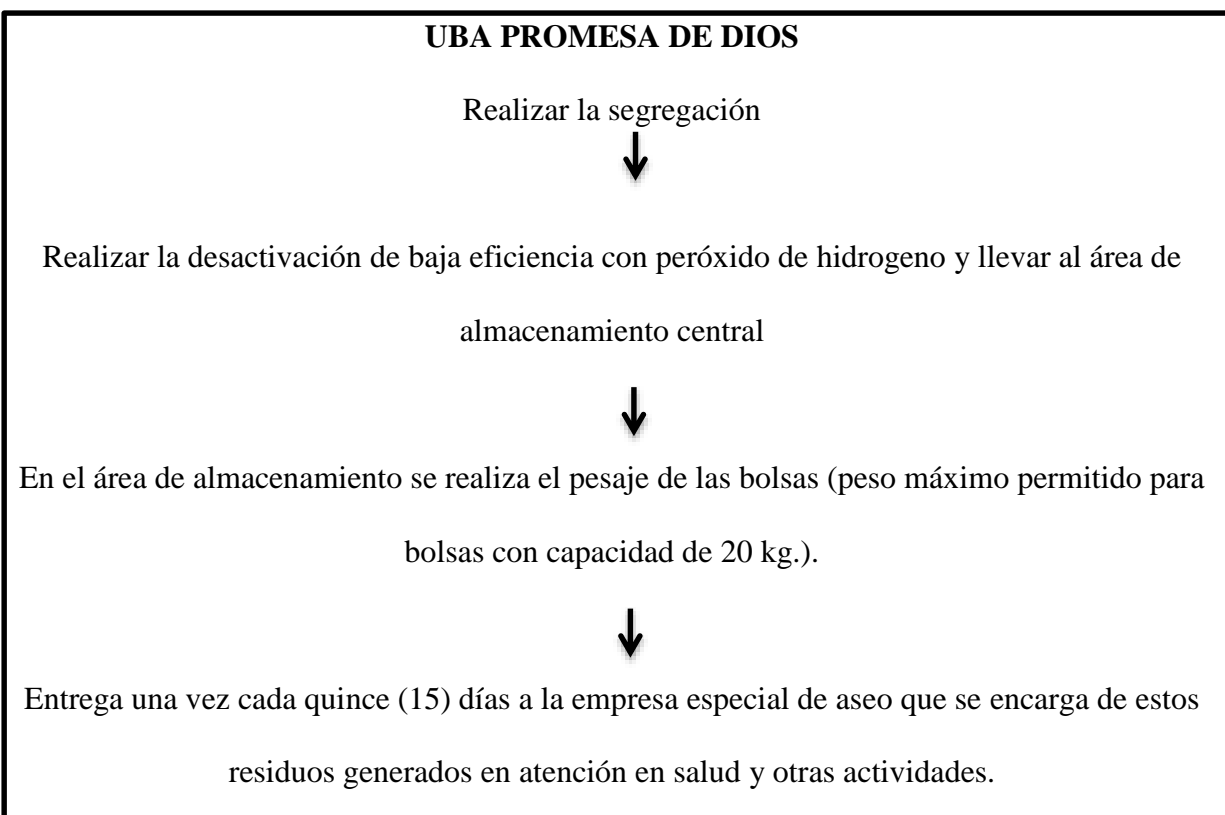 UBA PROMESA DE DIOS
Realizar la segregación
Realizar la desactivación de baja eficiencia con peróxido de hidrogeno y llevar al área de
almacenamiento central
En el área de almacenamiento se realiza el pesaje de las bolsas (peso máximo permitido para
bolsas con capacidad de 20 kg.).
Entrega una vez cada quince (15) días a la empresa especial de aseo que se encarga de estos
residuos generados en atención en salud y otras actividades.